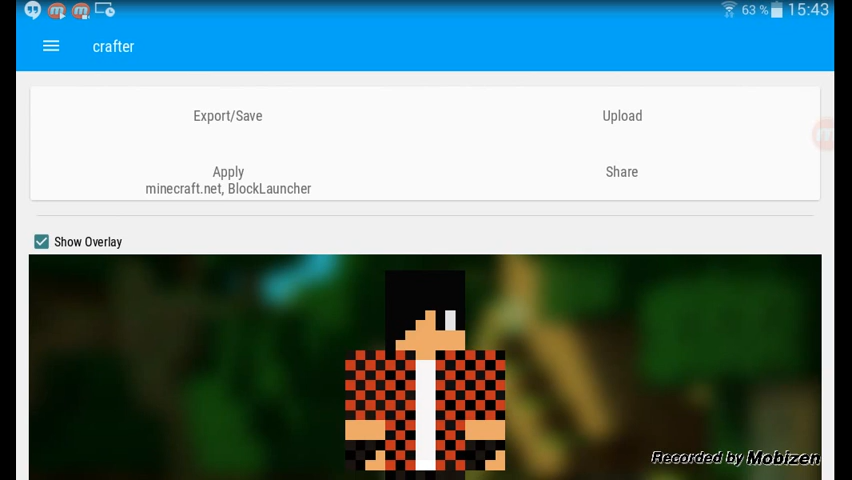 63 % 15:43
crafter
Export/Save
Upload
Apply
minecraft.net, BlockLauncher
Share
Show Overlay
Recorded by Mobizen